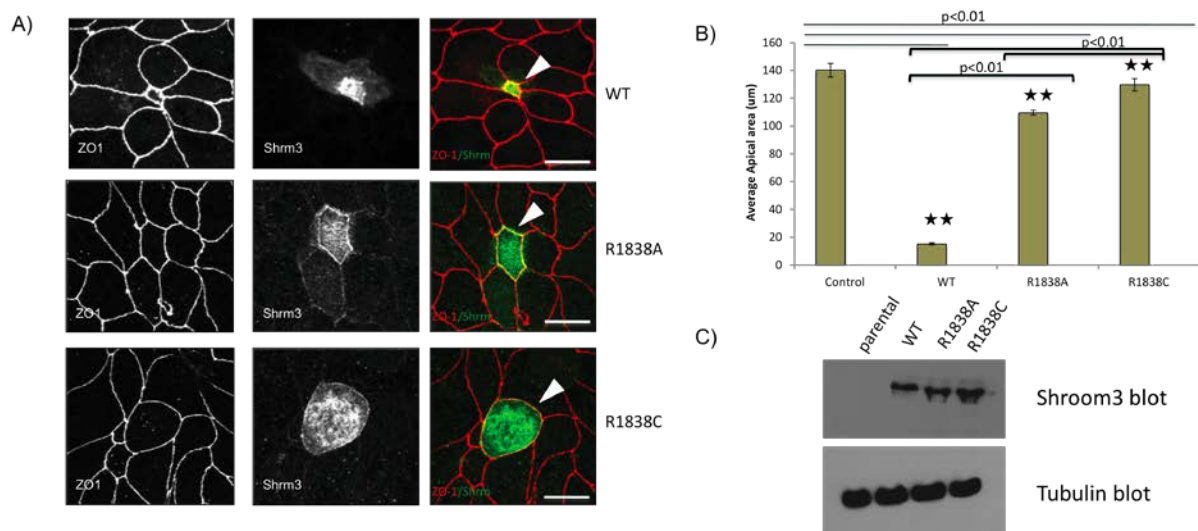 A)
ZO1
Shrm3
ZO-1/Shrm
WT
ZO1
Shrm3
ZO-1/Shrm
R1838A
ZO1
Shrm3
ZO-1/Shrm
R1838C
B)
p<0.01
p<0.01
p<0.01
★★
★★
★★
Average Apical area (um)
160
140
120
100
80
60
40
20
0
Control
WT
R1838A
R1838C
C)
parental
WT
R1838A
R1838C
Shroom3 blot
Tubulin blot